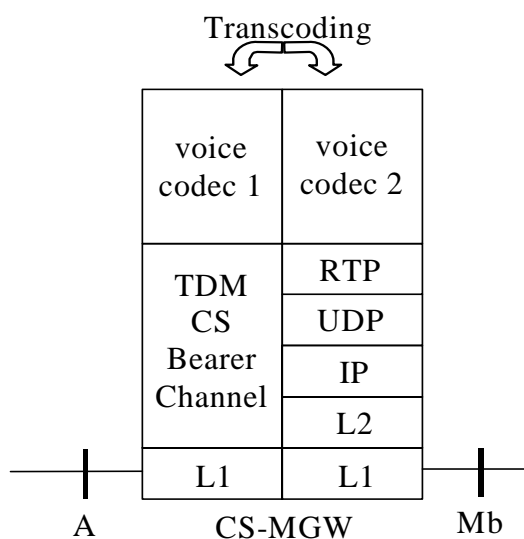 Transcoding
voice
codec 1
voice
codec 2
TDM
CS
Bearer
Channel
RTP
UDP
IP
L2
L1
L1
A
CS-MGW
Mb